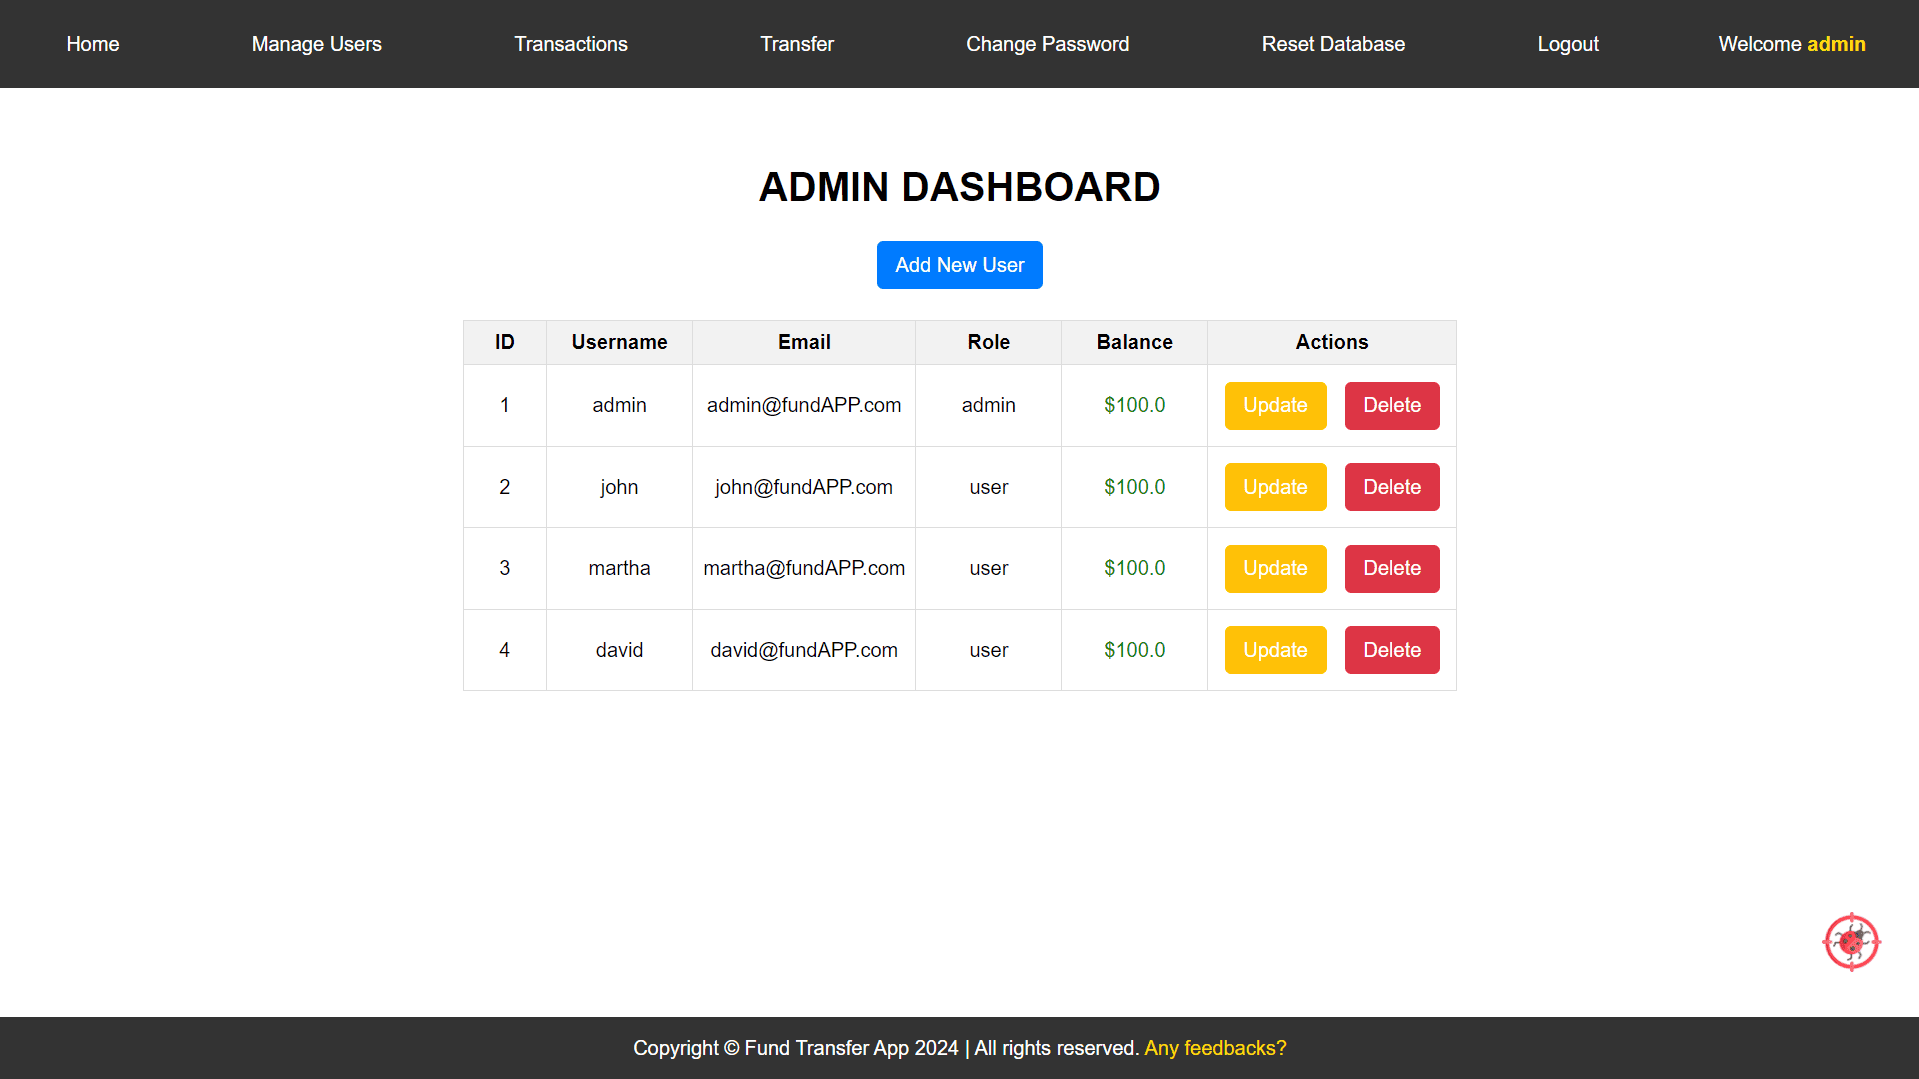 Home Manage Users Transactions Transfer Change Password Reset Database Logout Welcome admin
ADMIN DASHBOARD
Add New User
ID Username Email Role Balance Actions
1 admin admin@fundAPP.com admin $100.0 Update Delete
2 john john@fundAPP.com user $100.0 Update Delete
3 martha martha@fundAPP.com user $100.0 Update Delete
4 david david@fundAPP.com user $100.0 Update Delete
Copyright © Fund Transfer App 2024 | All rights reserved. Any feedbacks?